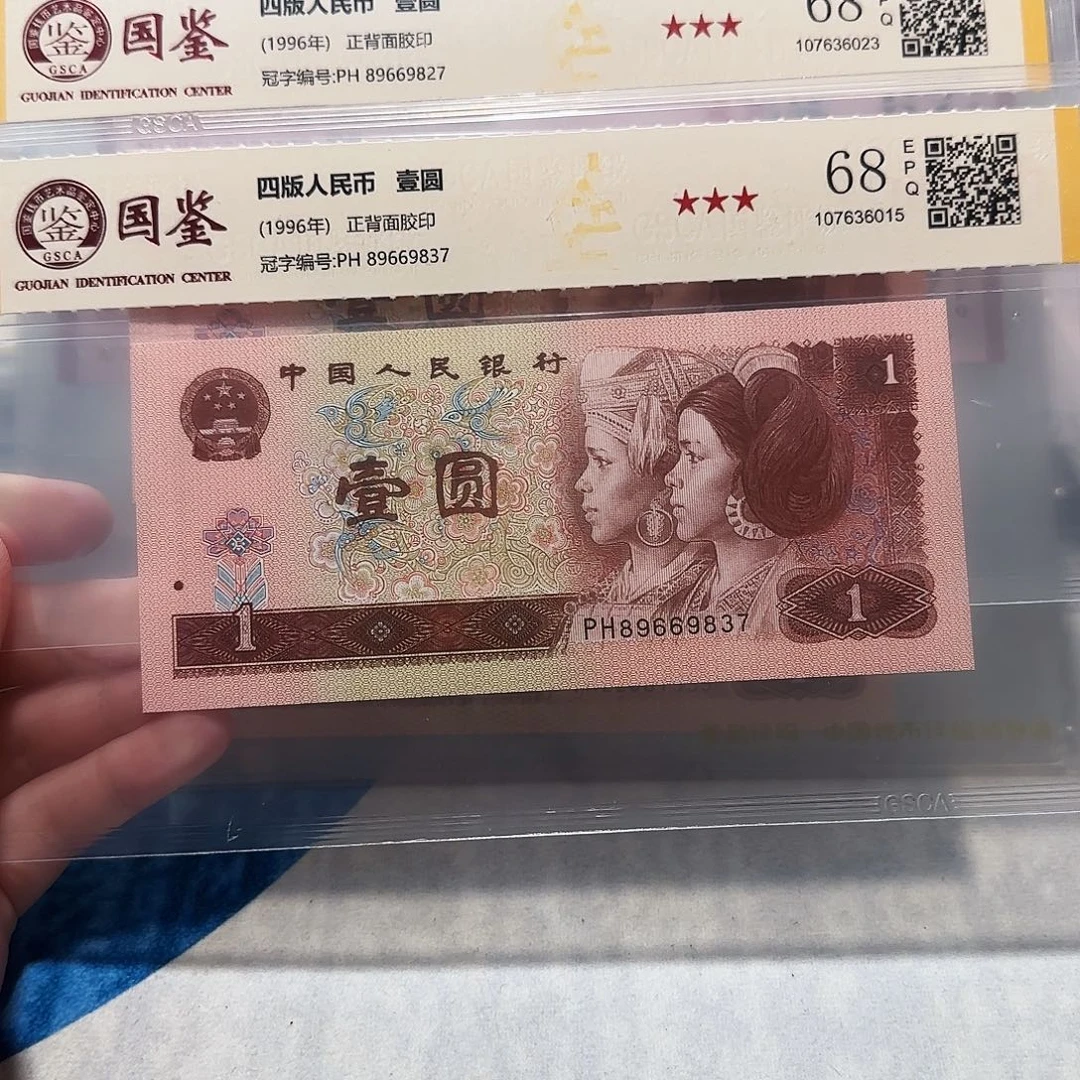 四版人民币 壹圆
国鉴
(1996年) 正背面胶印
冠字编号:PH 89669827
★★★
68
P
Q
107636023
鉴
GSCA
GUOJIAN IDENTIFICATION CENTER
GSCA
四版人民币 壹圆
国鉴
(1996年) 正背面胶印
冠字编号:PH 89669837
★★★
68
E
P
Q
107636015
鉴
GSCA
GUOJIAN IDENTIFICATION CENTER
中国人民银行
1
壹圆
1
PH89669837
1
GSCA